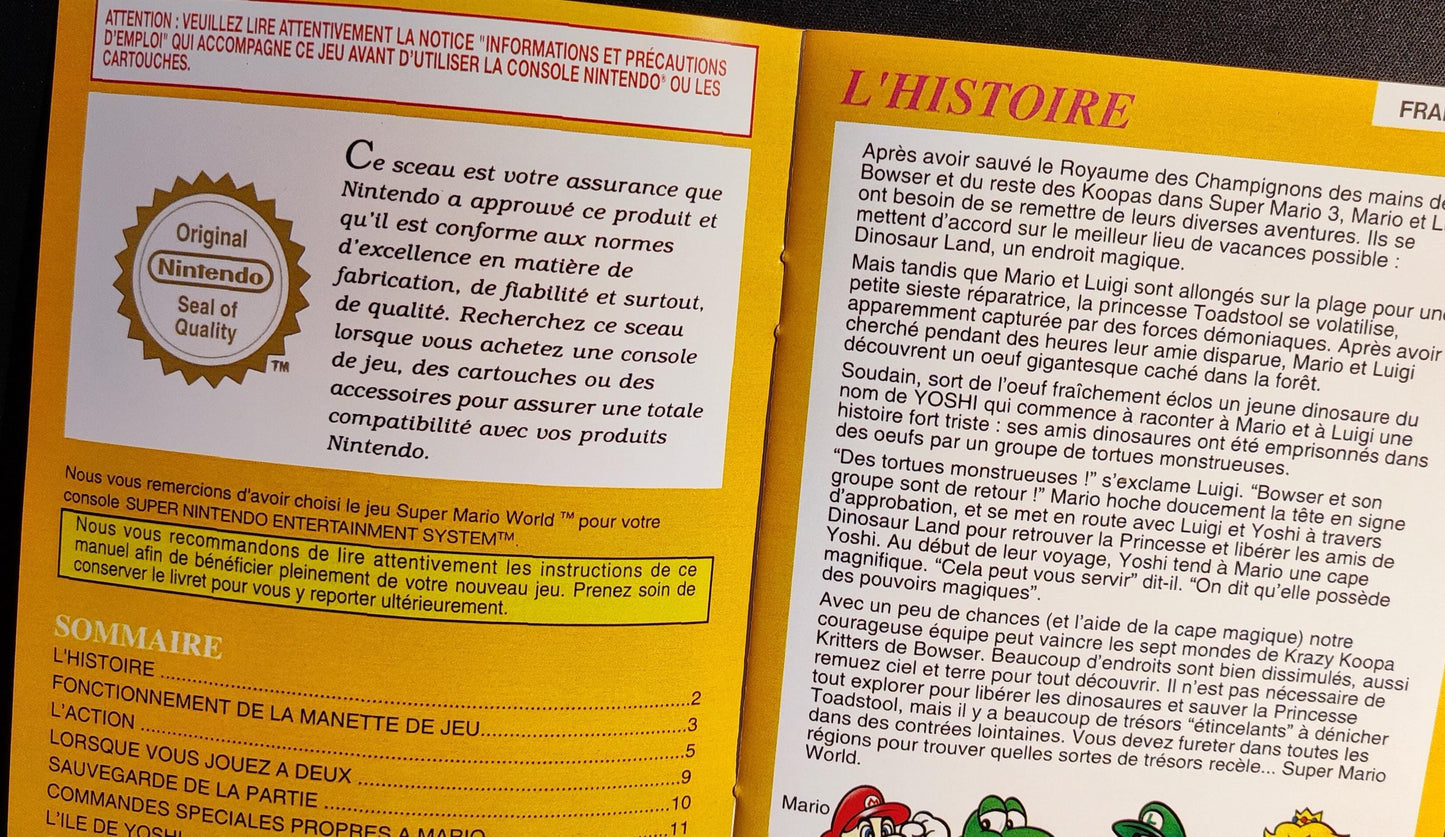 ATTENTION : VEUILLEZ LIRE ATTENTIVEMENT LA NOTICE "INFORMATIONS ET PRÉCAUTIONS
D'EMPLOI" QUI ACCOMPAGNE CE JEU AVANT D'UTILISER LA CONSOLE NINTENDO® OU LES
CARTOUCHES.
Original
Nintendo
Seal of
Quality
TM
Ce sceau est votre assurance que
Nintendo a approuvé ce produit et
qu'il est conforme aux normes
d'excellence en matière de
fabrication, de fiabilité et surtout,
de qualité. Recherchez ce sceau
lorsque vous achetez une console
de jeu, des cartouches ou des
accessoires pour assurer une totale
compatibilité avec vos produits
Nintendo.
Nous vous remercions d'avoir choisi le jeu Super Mario World ™ pour votre
console SUPER NINTENDO ENTERTAINMENT SYSTEM™.
Nous vous recommandons de lire attentivement les instructions de ce
manuel afin de bénéficier pleinement de votre nouveau jeu. Prenez soin de
conserver le livret pour vous y reporter ultérieurement.
SOMMAIRE
L'HISTOIRE ........ 2
FONCTIONNEMENT DE LA MANETTE DE JEU ........ 3
L'ACTION ........ 5
LORSQUE VOUS JOUEZ A DEUX ........ 9
SAUVEGARDE DE LA PARTIE ........ 10
COMMANDES SPECIALES PROPRES A MARIO ........ 11
L'ILE DE YOSHI
L'HISTOIRE
FRA
Après avoir sauvé le Royaume des Champignons des mains de
Bowser et du reste des Koopas dans Super Mario 3, Mario et L
ont besoin de se remettre de leurs diverses aventures. Ils se
mettent d'accord sur le meilleur lieu de vacances possible :
Dinosaur Land, un endroit magique.
Mais tandis que Mario et Luigi sont allongés sur la plage pour une
petite sieste réparatrice, la princesse Toadstool se volatilise,
apparemment capturée par des forces démoniaques. Après avoir
cherché pendant des heures leur amie disparue, Mario et Luigi
découvrent un oeuf gigantesque caché dans la forêt.
Soudain, sort de l'oeuf fraîchement éclos un jeune dinosaure du
nom de YOSHI qui commence à raconter à Mario et à Luigi une
histoire fort triste : ses amis dinosaures ont été emprisonnés dans
des oeufs par un groupe de tortues monstrueuses.
“Des tortues monstrueuses !” s'exclame Luigi. “Bowser et son
groupe sont de retour !” Mario hoche doucement la tête en signe
d'approbation, et se met en route avec Luigi et Yoshi à travers
Dinosaur Land pour retrouver la Princesse et libérer les amis de
Yoshi. Au début de leur voyage, Yoshi tend à Mario une cape
magnifique. “Cela peut vous servir” dit-il. “On dit qu'elle possède
des pouvoirs magiques”.
Avec un peu de chances (et l'aide de la cape magique) notre
courageuse équipe peut vaincre les sept mondes de Krazy Koopa
Kritters de Bowser. Beaucoup d'endroits sont bien dissimulés, aussi
remuez ciel et terre pour tout découvrir. Il n'est pas nécessaire de
tout explorer pour libérer les dinosaures et sauver la Princesse
Toadstool, mais il y a beaucoup de trésors “étincelants” à dénicher
dans des contrées lointaines. Vous devez fureter dans toutes les
régions pour trouver quelles sortes de trésors recèle... Super Mario
World.
Mario